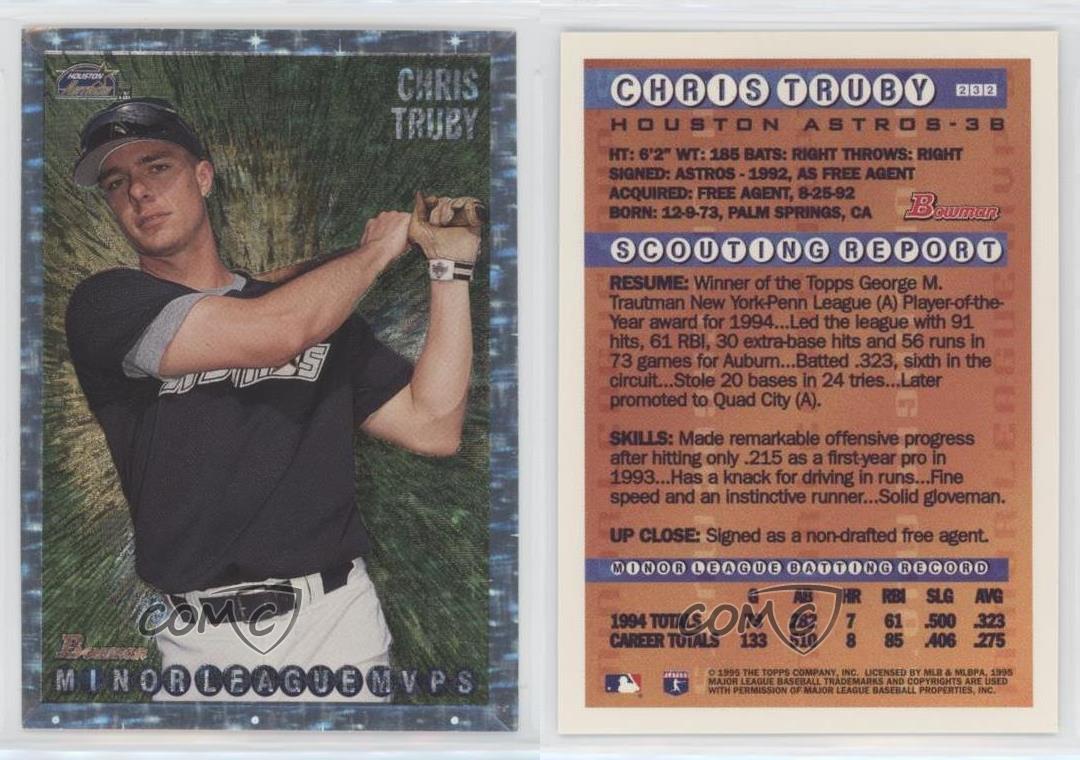 HOUSTON
CHRIS
TRUBY
Bowman
MINOR LEAGUE MVPS
COMC
CHRIS TRUBY 232
HOUSTON ASTROS-3B
HT: 6'2" WT: 185 BATS: RIGHT THROWS: RIGHT
SIGNED: ASTROS - 1992, AS FREE AGENT
ACQUIRED: FREE AGENT, 8-25-92
BORN: 12-9-73, PALM SPRINGS, CA
Bowman
SCOUTING REPORT
RESUME: Winner of the Topps George M.
Trautman New York-Penn League (A) Player-of-the-
Year award for 1994...Led the league with 91
hits, 61 RBI, 30 extra-base hits and 56 runs in
73 games for Auburn...Batted .323, sixth in the
circuit...Stole 20 bases in 24 tries...Later
promoted to Quad City (A).
SKILLS: Made remarkable offensive progress
after hitting only .215 as a first-year pro in
1993...Has a knack for driving in runs...Fine
speed and an instinctive runner...Solid gloveman.
UP CLOSE: Signed as a non-drafted free agent.
MINOR LEAGUE BATTING RECORD
G AB HR RBI SLG AVG
1994 TOTALS 282 7 61 .500 .323
CAREER TOTALS 133 510 8 85 .406 .275
COMC
© 1995 THE TOPPS COMPANY, INC. LICENSED BY MLB & MLBPA, 1995
MAJOR LEAGUE BASEBALL TRADEMARKS AND COPYRIGHTS ARE USED
WITH PERMISSION OF MAJOR LEAGUE BASEBALL PROPERTIES, INC.